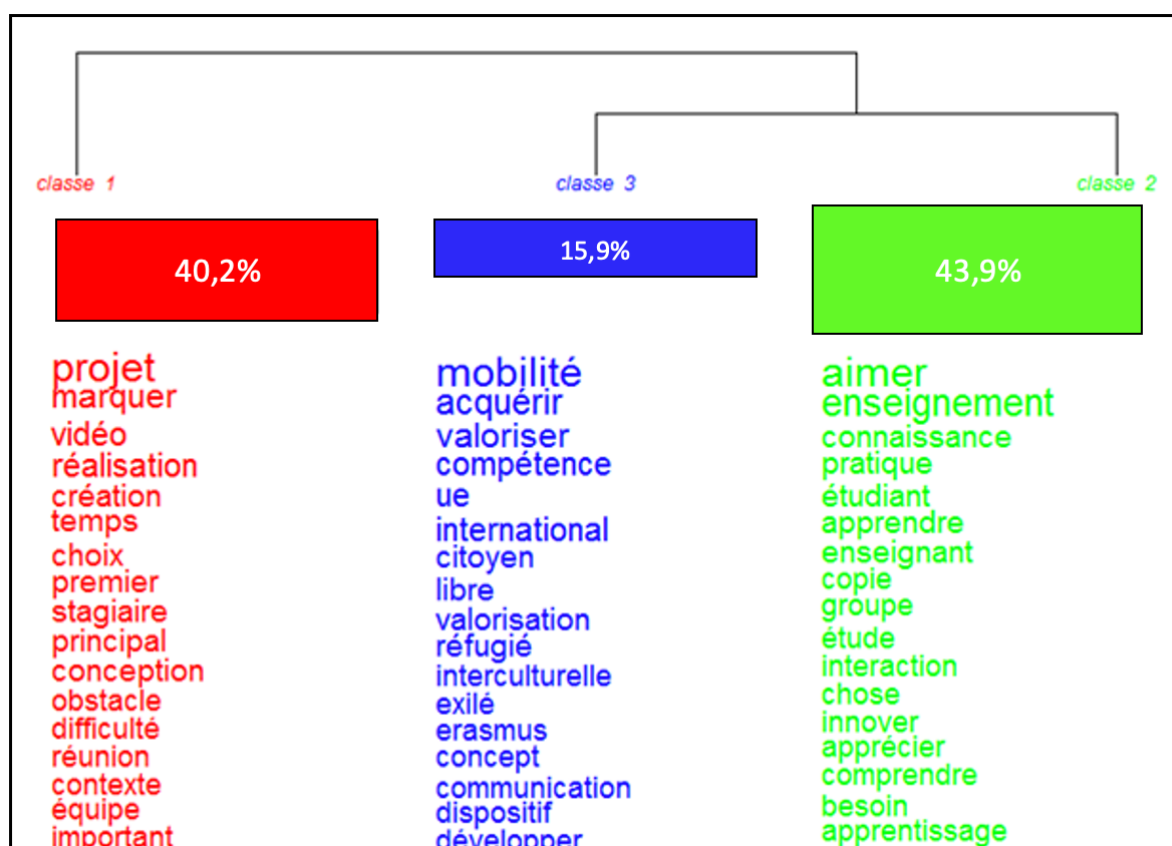 classe 1
classe 3
classe 2
40,2%
15,9%
43,9%
projet
marquer
vidéo
réalisation
création
temps
choix
premier
stagiaire
principal
conception
obstacle
difficulté
réunion
contexte
équipe
important
mobilité
acquérir
valoriser
compétence
ue
international
citoyen
libre
valorisation
réfugié
interculturelle
exilé
erasmus
concept
communication
dispositif
développer
aimer
enseignement
connaissance
pratique
étudiant
apprendre
enseignant
copie
groupe
étude
interaction
chose
innover
apprécier
comprendre
besoin
apprentissage